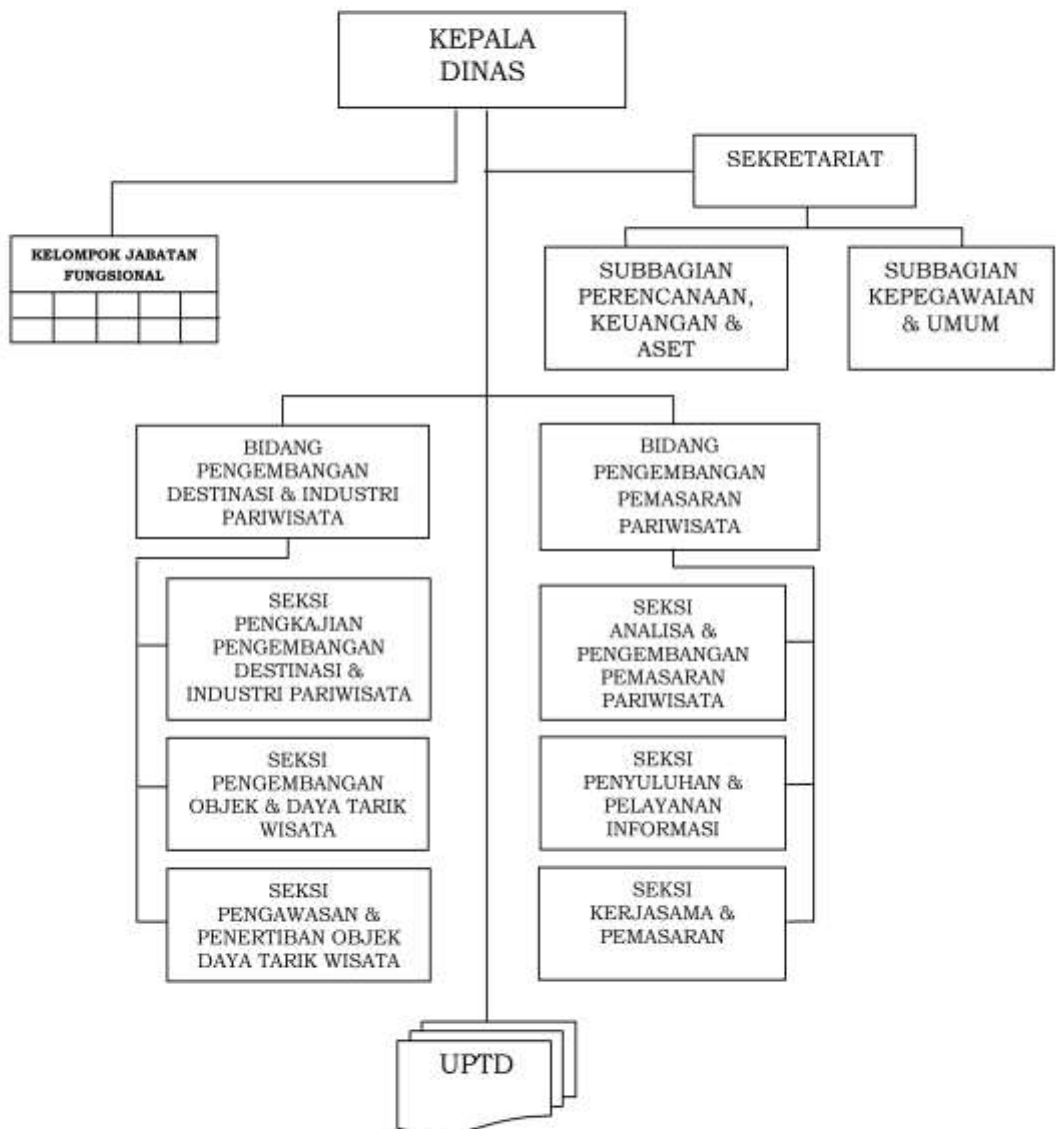 KEPALA
DINAS
SEKRETARIAT
KELOMPOK JABATAN
FUNGSIONAL
SUBBAGIAN
PERENCANAAN,
KEUANGAN &
ASET
SUBBAGIAN
KEPEGAWAIAN
& UMUM
BIDANG
PENGEMBANGAN
DESTINASI & INDUSTRI
PARIWISATA
BIDANG
PENGEMBANGAN
PEMASARAN
PARIWISATA
SEKSI
PENGKAJIAN
PENGEMBANGAN
DESTINASI &
INDUSTRI PARIWISATA
SEKSI
ANALISA &
PENGEMBANGAN
PEMASARAN
PARIWISATA
SEKSI
PENGEMBANGAN
OBJEK & DAYA TARIK
WISATA
SEKSI
PENYULUHAN &
PELAYANAN
INFORMASI
SEKSI
PENGAWASAN &
PENERTIBAN OBJEK
DAYA TARIK WISATA
SEKSI
KERJASAMA &
PEMASARAN
UPTD